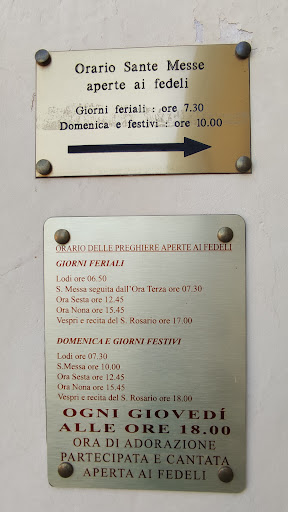 Orario Sante Messe
aperte ai fedeli
Giorni feriali : ore 7.30
Domenica e festivi : ore 10.00
ORARIO DELLE PREGHIERE APERTE AI FEDELI
GIORNI FERIALI
Lodi ore 06.50
S. Messa seguita dall'Ora Terza ore 07.30
Ora Sesta ore 12.45
Ora Nona ore 15.45
Vespri e recita del S. Rosario ore 17.00
DOMENICA E GIORNI FESTIVI
Lodi ore 07.30
S.Messa ore 10.00
Ora Sesta ore 12.45
Ora Nona ore 15.45
Vespri e recita del S. Rosario ore 18.00
OGNI GIOVEDÍ
ALLE ORE 18.00
ORA DI ADORAZIONE
PARTECIPATA E CANTATA
APERTA AI FEDELI